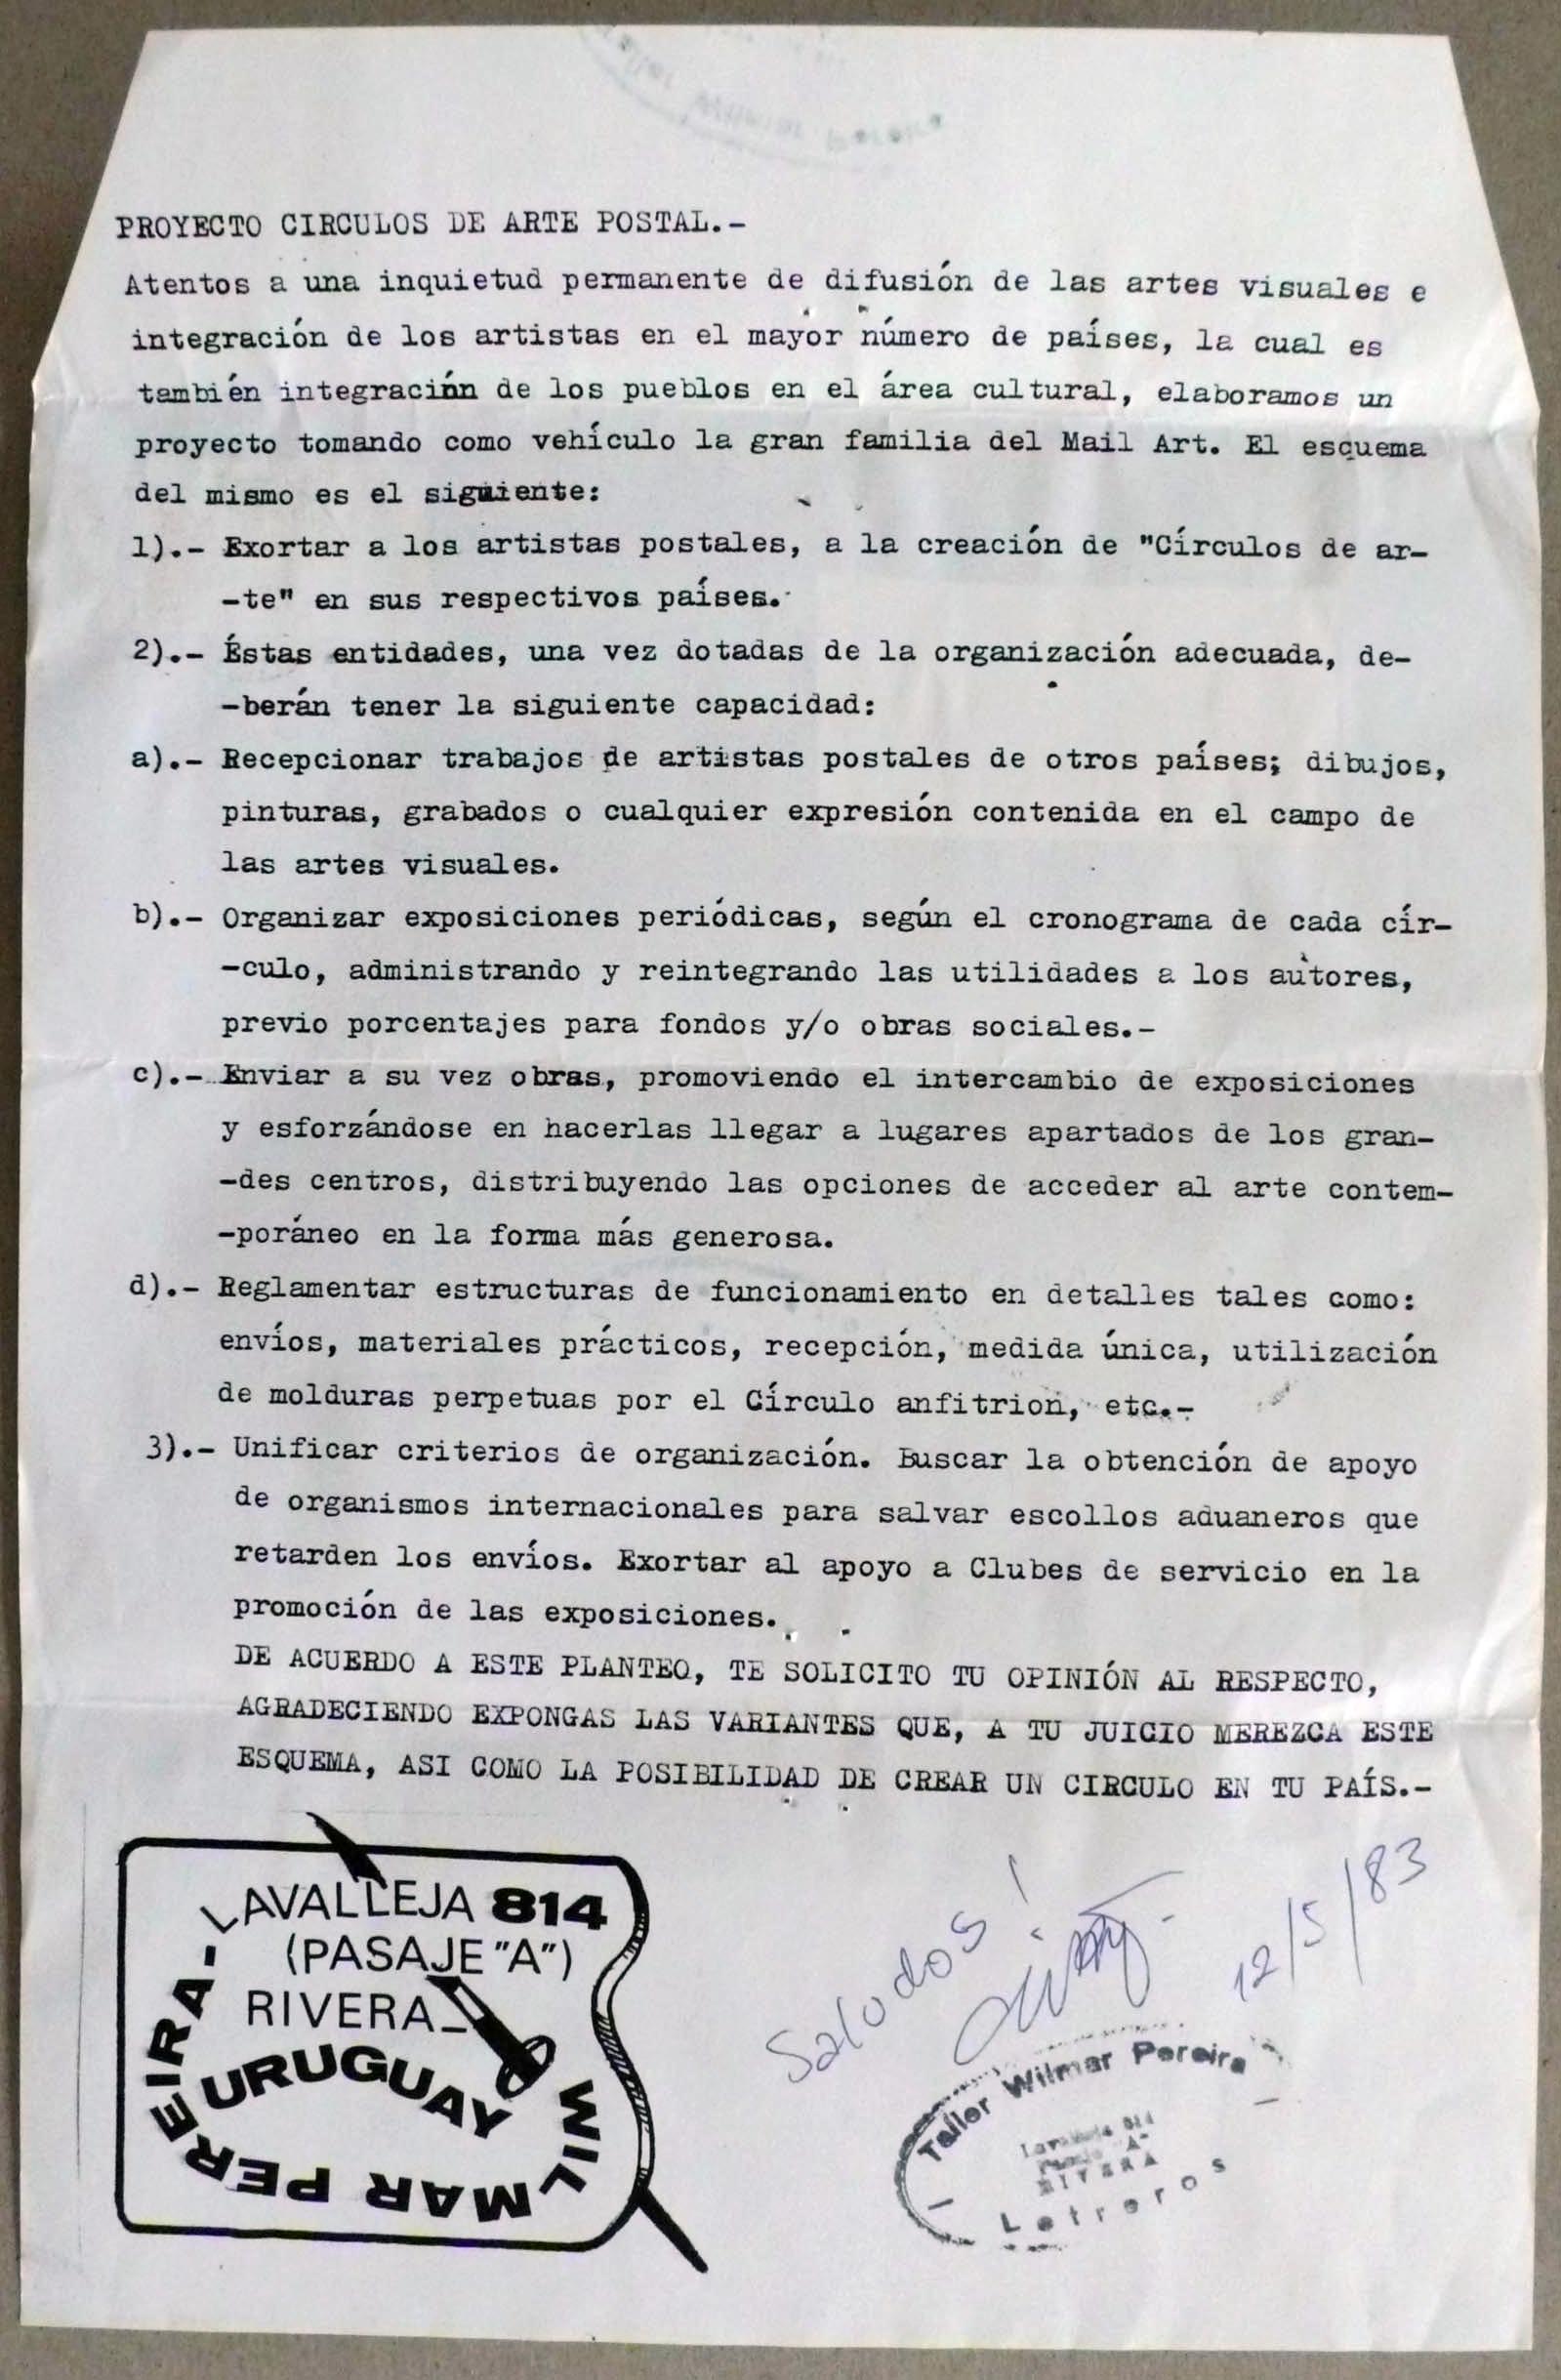 PROYECTO CIRCULOS DE ARTE POSTAL.-
Atentos a una inquietud permanente de difusión de las artes visuales e
integración de los artistas en el mayor número de países, la cual es
también integración de los pueblos en el área cultural, elaboramos un
proyecto tomando como vehículo la gran familia del Mail Art. El esquema
del mismo es el siguiente:
1).- Exortar a los artistas postales, a la creación de "Círculos de ar-
-te" en sus respectivos países.
2).- Éstas entidades, una vez dotadas de la organización adecuada, de-
-berán tener la siguiente capacidad:
a).- Recepcionar trabajos de artistas postales de otros países; dibujos,
pinturas, grabados o cualquier expresión contenida en el campo de
las artes visuales.
b).- Organizar exposiciones periódicas, según el cronograma de cada cír-
-culo, administrando y reintegrando las utilidades a los autores,
previo porcentajes para fondos y/o obras sociales.-
c).- Enviar a su vez obras, promoviendo el intercambio de exposiciones
y esforzándose en hacerlas llegar a lugares apartados de los gran-
-des centros, distribuyendo las opciones de acceder al arte contem-
-poráneo en la forma más generosa.
d).- Reglamentar estructuras de funcionamiento en detalles tales como:
envíos, materiales prácticos, recepción, medida única, utilización
de molduras perpetuas por el Círculo anfitrion, etc.-
3).- Unificar criterios de organización. Buscar la obtención de apoyo
de organismos internacionales para salvar escollos aduaneros que
retarden los envíos. Exortar al apoyo a Clubes de servicio en la
promoción de las exposiciones.
DE ACUERDO A ESTE PLANTEO, TE SOLICITO TU OPINIÓN AL RESPECTO,
AGRADECIENDO EXPONGAS LAS VARIANTES QUE, A TU JUICIO MEREZCA ESTE
ESQUEMA, ASI COMO LA POSIBILIDAD DE CREAR UN CIRCULO EN TU PAÍS.-
LAVALLEJA 814
(PASAJE "A")
RIVERA_
URUGUAY
WILMAR PEREIRA-
Saludos!
12/5/83
Taller Wilmar Pereira
Lavalleja 814
RIVERA
Letreros